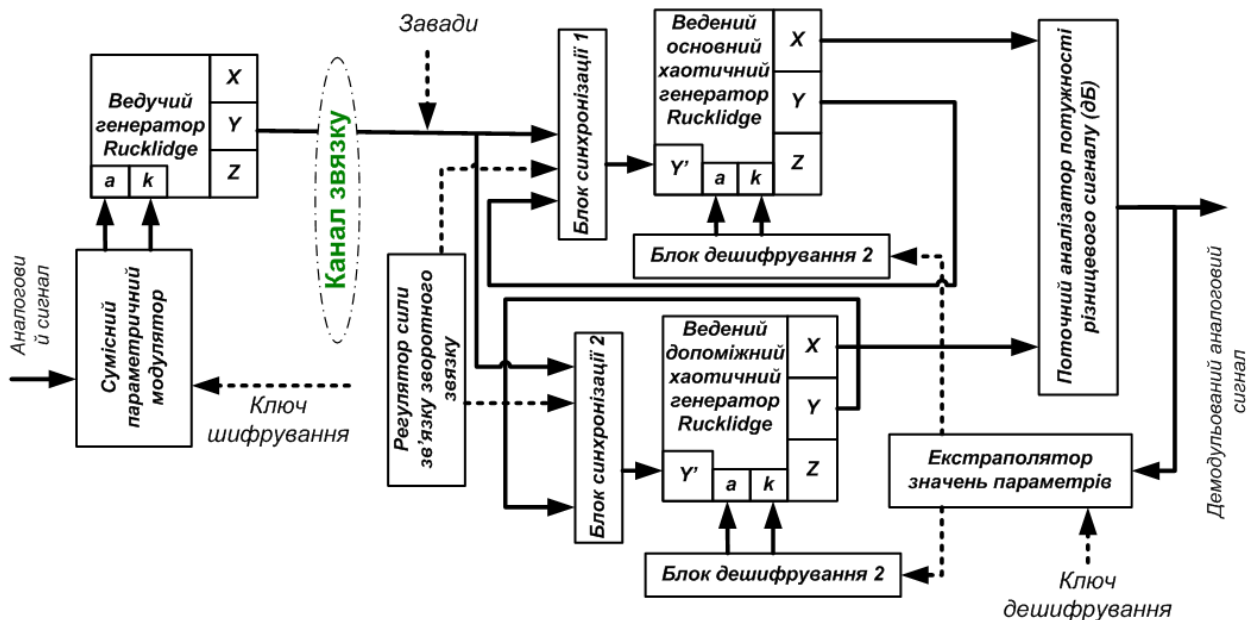 Завади
Ведучий
генератор
Rucklidge
X
Y
Z
a
k
Канал звязку
Блок синхронізації 1
Ведений
основний
хаотичний
генератор
Rucklidge
X
Y
Z
Y'
a
k
Блок дешифрування 2
Поточний аналізатор потужності
різницевого сигналу (дБ)
Аналогови
й сигнал
Сумісний
параметричний
модулятор
Ключ
шифрування
Регулятор сили
зв'язку зворотного
звязку
Блок синхронізації 2
Ведений
допоміжний
хаотичний
генератор
Rucklidge
X
Y
Z
Y'
a
k
Блок дешифрування 2
Екстраполятор
значень параметрів
Ключ
дешифрування
Демодульований аналоговий
сигнал